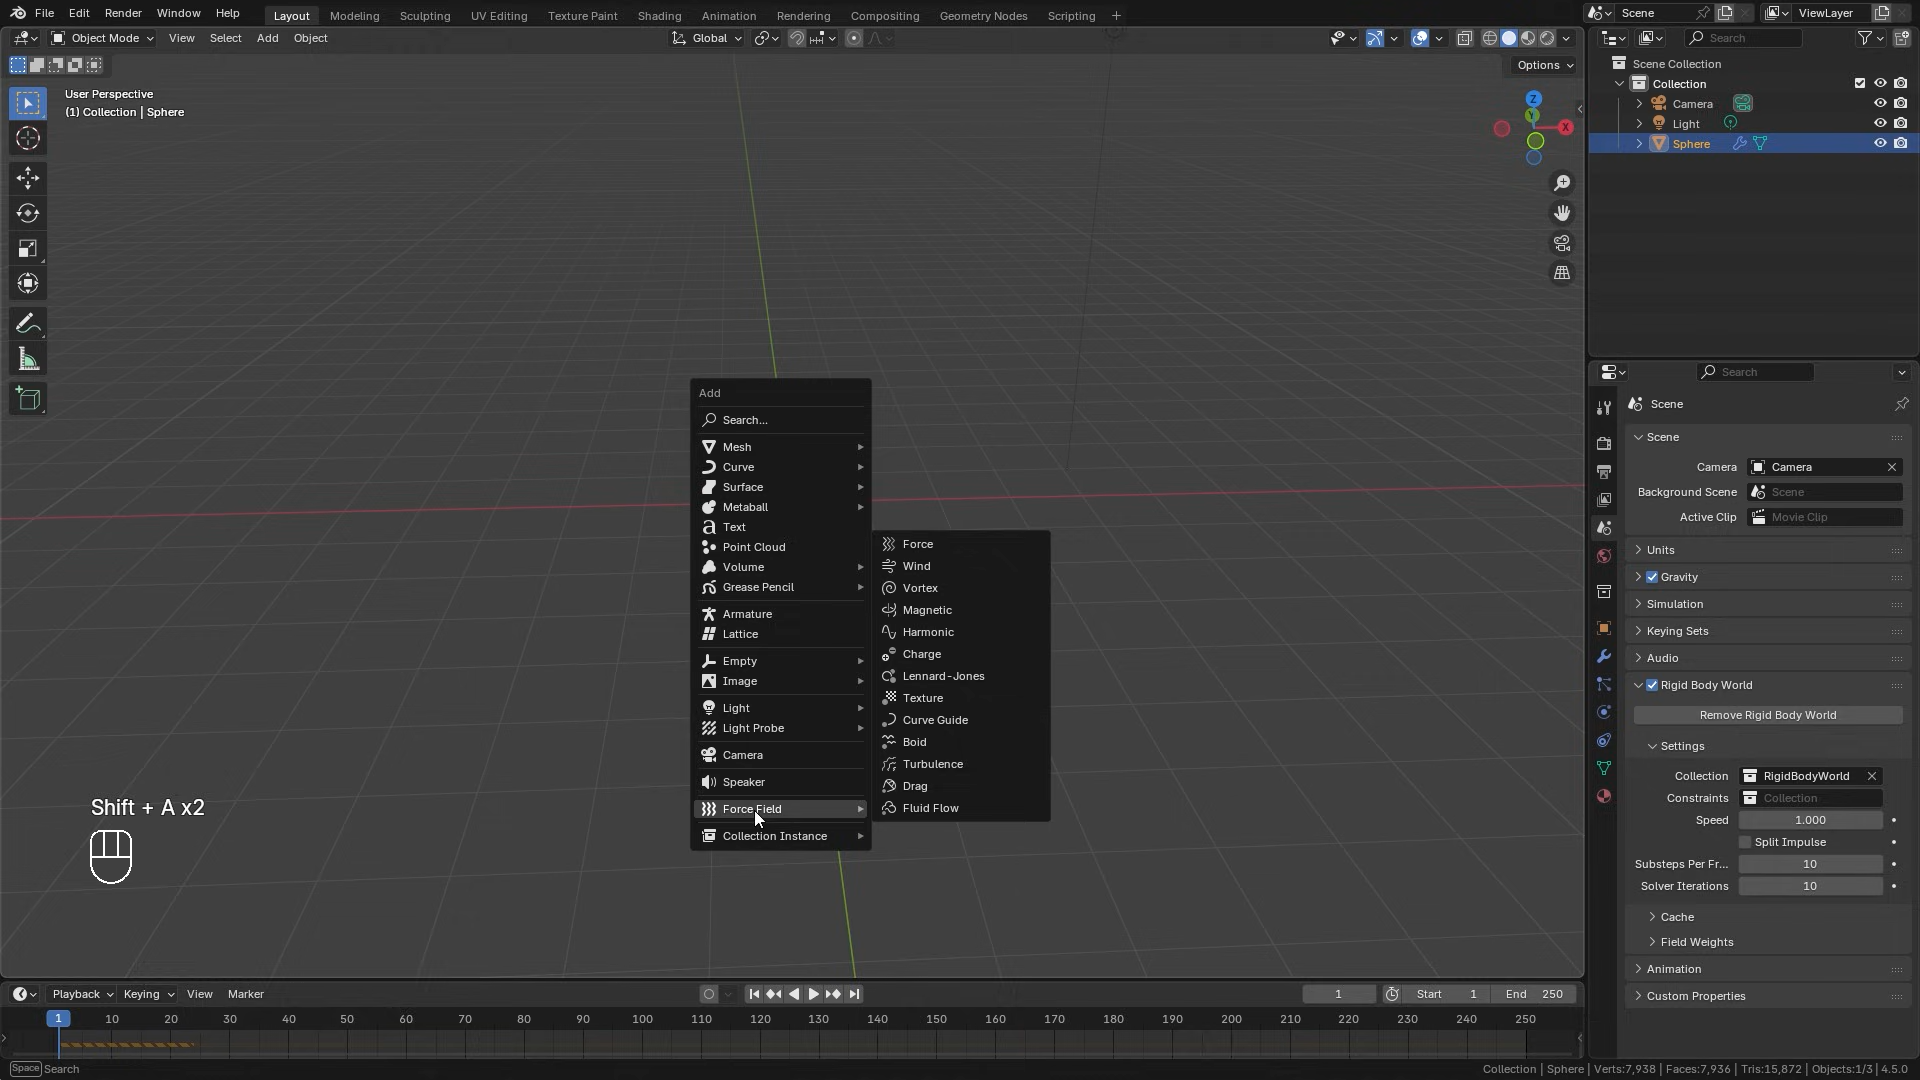 File Edit Render Window Help Layout Modeling Sculpting UV Editing Texture Paint Shading Animation Rendering Compositing Geometry Nodes Scripting + Scene ViewLayer
Object Mode View Select Add Object Global Search
Options
User Perspective
(1) Collection | Sphere
Z
Y
X
Scene Collection
Collection
Camera
Light
Sphere
Search
Scene
Scene
Camera Camera
Background Scene Scene
Active Clip Movie Clip
Units
Gravity
Simulation
Keying Sets
Audio
Rigid Body World
Remove Rigid Body World
Settings
Collection RigidBodyWorld
Constraints Collection
Speed 1.000
Split Impulse
Substeps Per Fr... 10
Solver Iterations 10
Cache
Field Weights
Animation
Custom Properties
Add
Search...
Mesh
Curve
Surface
Metaball
Text
Point Cloud
Volume
Grease Pencil
Armature
Lattice
Empty
Image
Light
Light Probe
Camera
Speaker
Force Field
Collection Instance
Force
Wind
Vortex
Magnetic
Harmonic
Charge
Lennard-Jones
Texture
Curve Guide
Boid
Turbulence
Drag
Fluid Flow
Shift + A x2
Playback Keying View Marker 1 Start 1 End 250
1 10 20 30 40 50 60 70 80 90 100 110 120 130 140 150 160 170 180 190 200 210 220 230 240 250
Space Search Collection | Sphere | Verts:7,938 | Faces:7,936 | Tris:15,872 | Objects:1/3 | 4.5.0